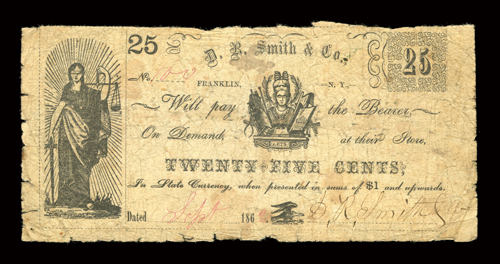 25 D. R. Smith & Co. 25
No.
FRANKLIN, N. Y.
Will pay the Bearer,
On Demand, at their Store,
TWENTY-FIVE CENTS,
In State Currency, when presented in sums of $1 and upwards.
Dated Sept 186